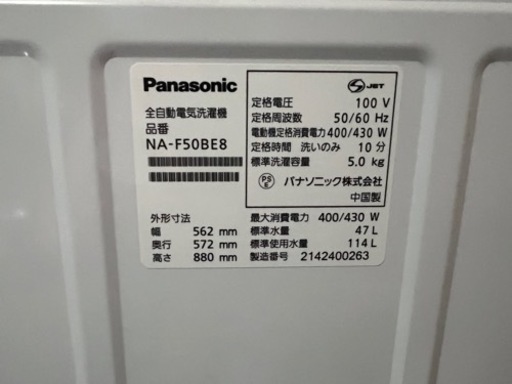 Panasonic
全自動電気洗濯機
品番
NA-F50BE8
外形寸法
幅 562 mm
奥行 572 mm
高さ 880 mm
JET
定格電圧 100 V
定格周波数 50/60 Hz
電動機定格消費電力 400/430 W
定格時間 洗いのみ 10 分
標準洗濯容量 5.0 kg
PS E パナソニック株式会社
中国製
最大消費電力 400/430 W
標準水量 47 L
標準使用水量 114 L
製造番号 2142400263